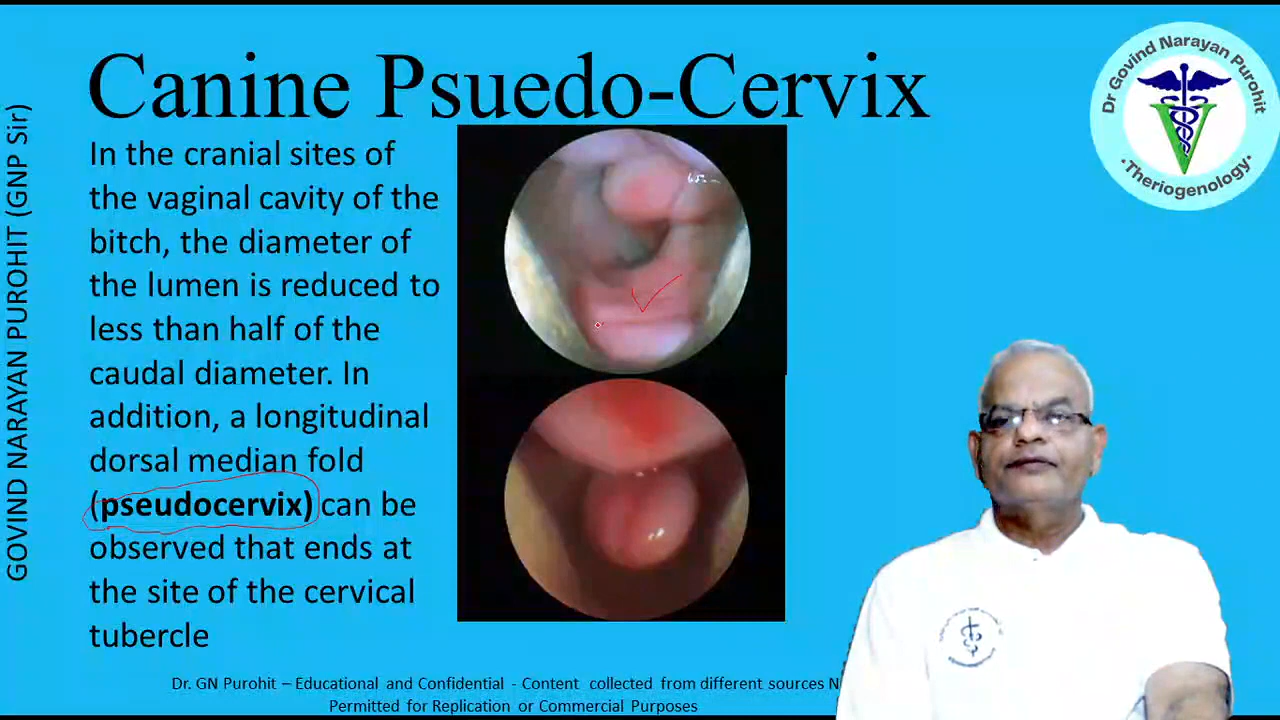 Canine Psuedo-Cervix
In the cranial sites of
the vaginal cavity of the
bitch, the diameter of
the lumen is reduced to
less than half of the
caudal diameter. In
addition, a longitudinal
dorsal median fold
(pseudocervix) can be
observed that ends at
the site of the cervical
tubercle
GOVIND NARAYAN PUROHIT (GNP Sir)
Dr Govind Narayan Purohit
· Theriogenology ·
Dr. GN Purohit – Educational and Confidential - Content collected from different sources N
Permitted for Replication or Commercial Purposes